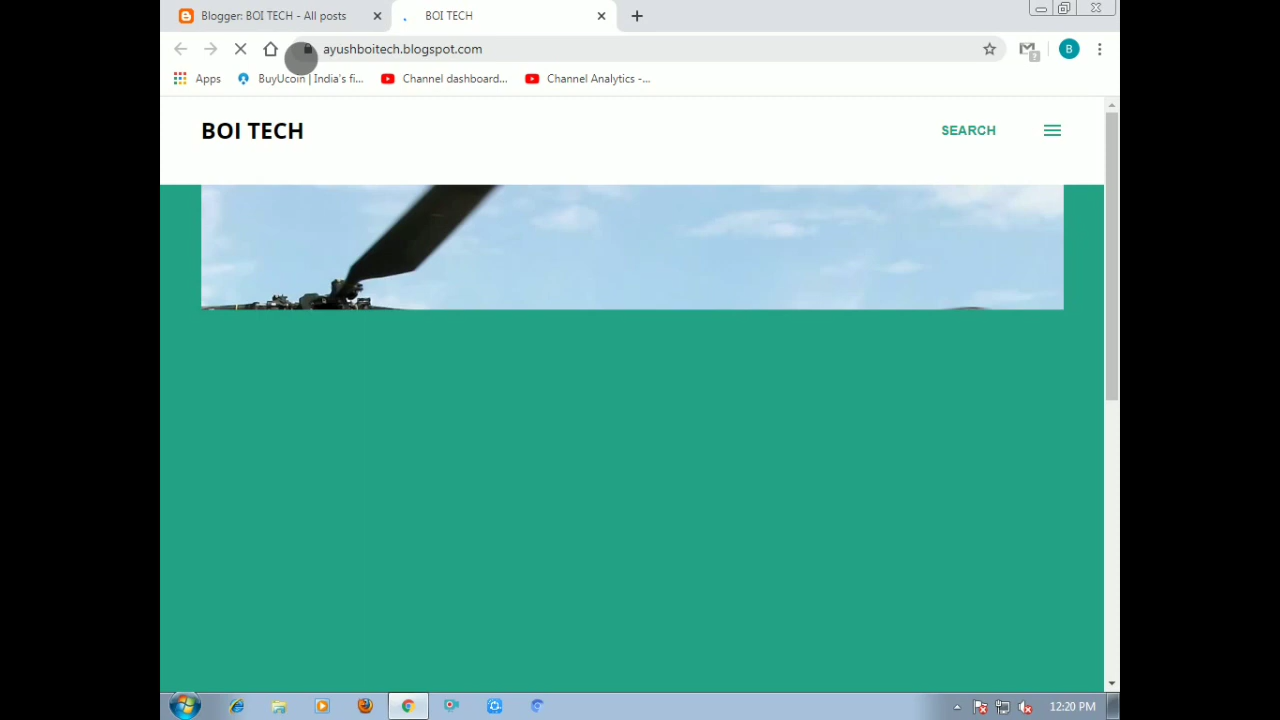 Blogger: BOI TECH - All posts
BOI TECH
ayushboitech.blogspot.com
B
Apps
BuyUcoin | India's fi...
Channel dashboard...
Channel Analytics -...
BOI TECH
SEARCH
12:20 PM